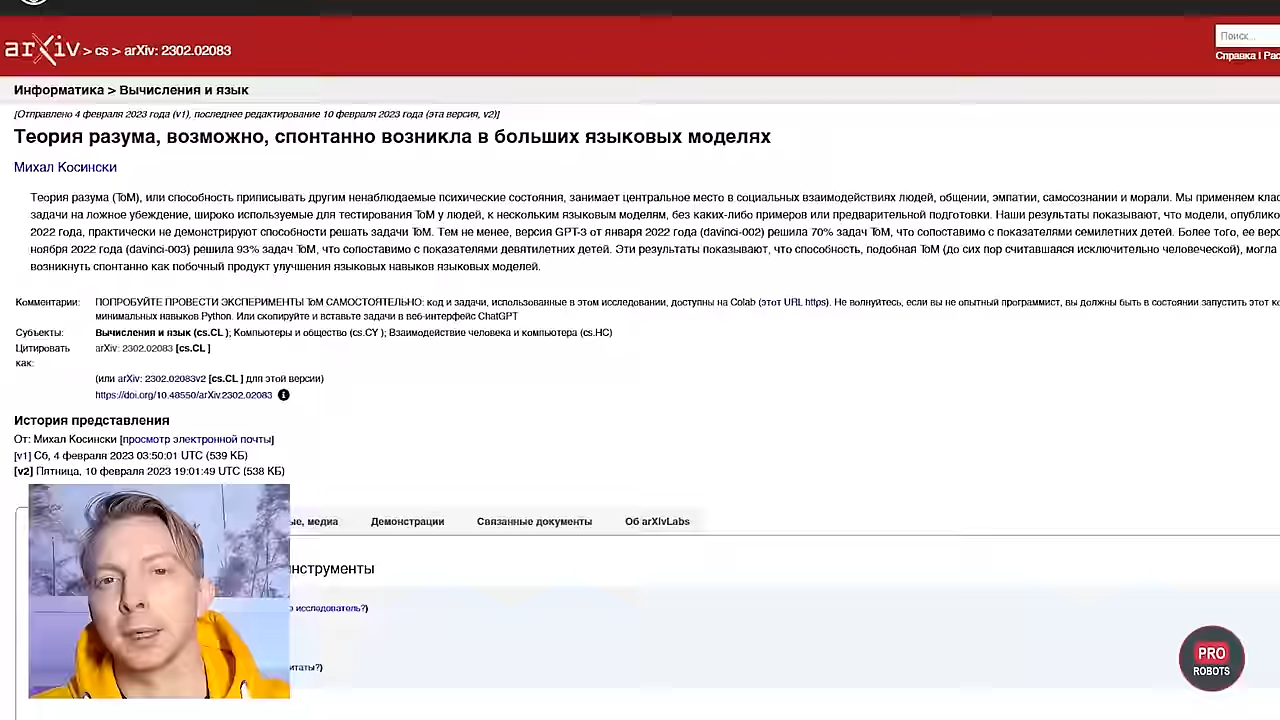 arXiv > cs > arXiv: 2302.02083
Поиск...
Справка | Рас
Информатика > Вычисления и язык
[Отправлено 4 февраля 2023 года (v1), последнее редактирование 10 февраля 2023 года (эта версия, v2)]
Теория разума, возможно, спонтанно возникла в больших языковых моделях
Михал Косински
Теория разума (ToM), или способность приписывать другим ненаблюдаемые психические состояния, занимает центральное место в социальных взаимодействиях людей, общении, эмпатии, самосознании и морали. Мы применяем клас
задачи на ложное убеждение, широко используемые для тестирования ToM у людей, к нескольким языковым моделям, без каких-либо примеров или предварительной подготовки. Наши результаты показывают, что модели, опублико
2022 года, практически не демонстрируют способности решать задачи ToM. Тем не менее, версия GPT-3 от января 2022 года (davinci-002) решила 70% задач ToM, что сопоставимо с показателями семилетних детей. Более того, ее верс
ноября 2022 года (davinci-003) решила 93% задач ToM, что сопоставимо с показателями девятилетних детей. Эти результаты показывают, что способность, подобная ToM (до сих пор считавшаяся исключительно человеческой), могла
возникнуть спонтанно как побочный продукт улучшения языковых навыков языковых моделей.
Комментарии: ПОПРОБУЙТЕ ПРОВЕСТИ ЭКСПЕРИМЕНТЫ ToM САМОСТОЯТЕЛЬНО: код и задачи, использованные в этом исследовании, доступны на Colab (этот URL https). Не волнуйтесь, если вы не опытный программист, вы должны быть в состоянии запустить этот ко
минимальных навыков Python. Или скопируйте и вставьте задачи в веб-интерфейс ChatGPT
Субъекты: Вычисления и язык (cs.CL ); Компьютеры и общество (cs.CY ); Взаимодействие человека и компьютера (cs.HC)
Цитировать как: arXiv: 2302.02083 [cs.CL ]
(или arXiv: 2302.02083v2 [cs.CL ] для этой версии)
https://doi.org/10.48550/arXiv.2302.02083
История представления
От: Михал Косински [просмотр электронной почты]
[v1] Сб, 4 февраля 2023 03:50:01 UTC (539 КБ)
[v2] Пятница, 10 февраля 2023 19:01:49 UTC (538 КБ)
ые, медиа Демонстрации Связанные документы Об arXivLabs
нструменты
о исследователь?)
итаты?)
PRO
ROBOTS